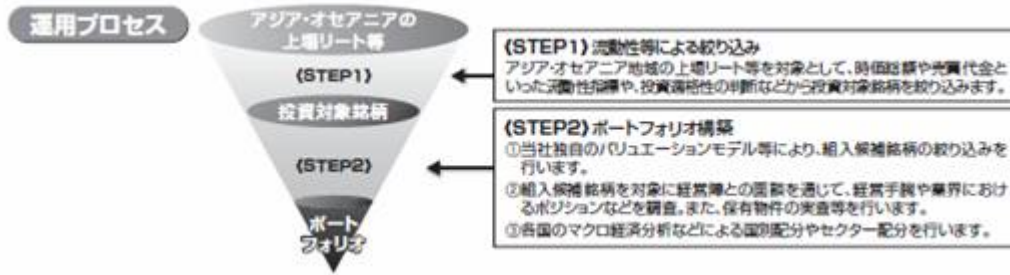 運用プロセス
アジア・オセアニアの
上場リート等
《STEP1》
投資対象銘柄
《STEP2》
ポート
フォリオ
《STEP1》流動性等による絞り込み
アジア・オセアニア地域の上場リート等を対象として、時価総額や売買代金と
いった流動性指標や、投資適格性の判断などから投資対象銘柄を絞り込みます。
《STEP2》ポートフォリオ構築
①当社独自のバリュエーションモデル等により、組入候補銘柄の絞り込みを
行います。
②組入候補銘柄を対象に経営陣との面談を通じて、経営手腕や業界におけ
るポジションなどを調査。また、保有物件の実査等を行います。
③各国のマクロ経済分析などによる国別配分やセクター配分を行います。